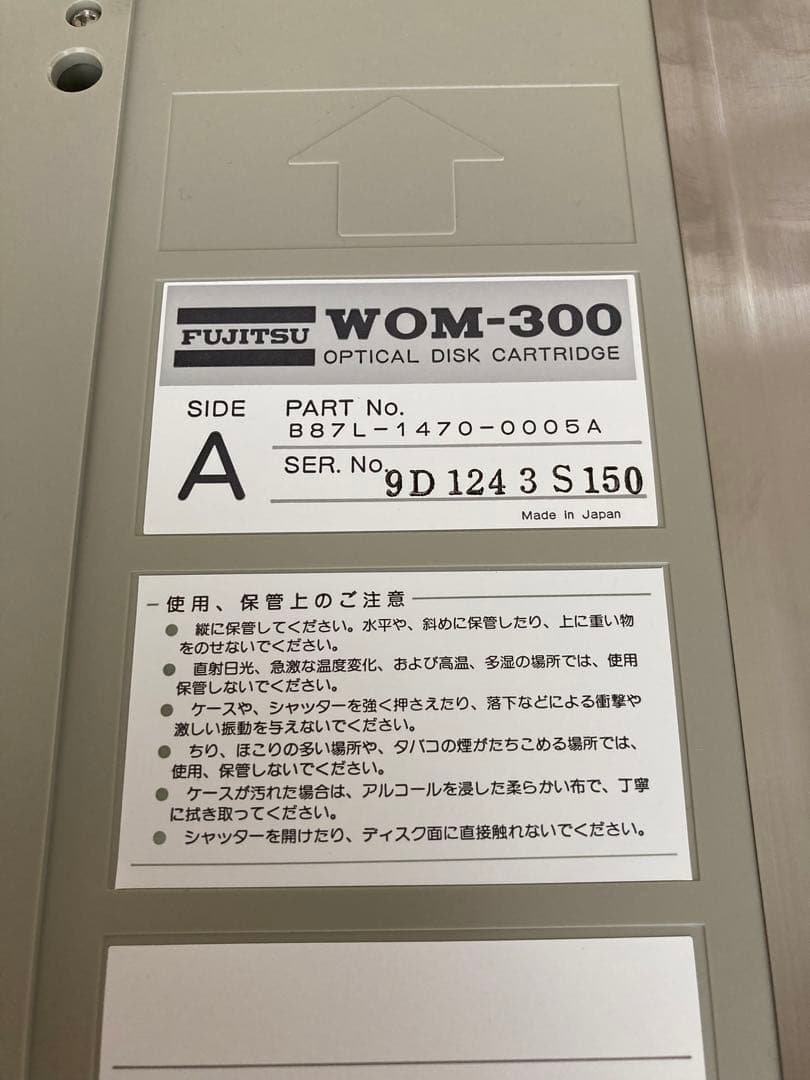 FUJITSU WOM-300
OPTICAL DISK CARTRIDGE
SIDE A
PART No.
B87L-1470-0005A
SER. No. 9D 124 3 S 150
Made in Japan
使用、保管上のご注意
● 縦に保管してください。水平や、斜めに保管したり、上に重い物
をのせないでください。
● 直射日光、急激な温度変化、および高温、多湿の場所では、使用
保管しないでください。
● ケースや、シャッターを強く押さえたり、落下などによる衝撃や
激しい振動を与えないでください。
● ちり、ほこりの多い場所や、タバコの煙がたちこめる場所では、
使用、保管しないでください。
● ケースが汚れた場合は、アルコールを浸した柔らかい布で、丁寧
に拭き取ってください。
● シャッターを開けたり、ディスク面に直接触れないでください。